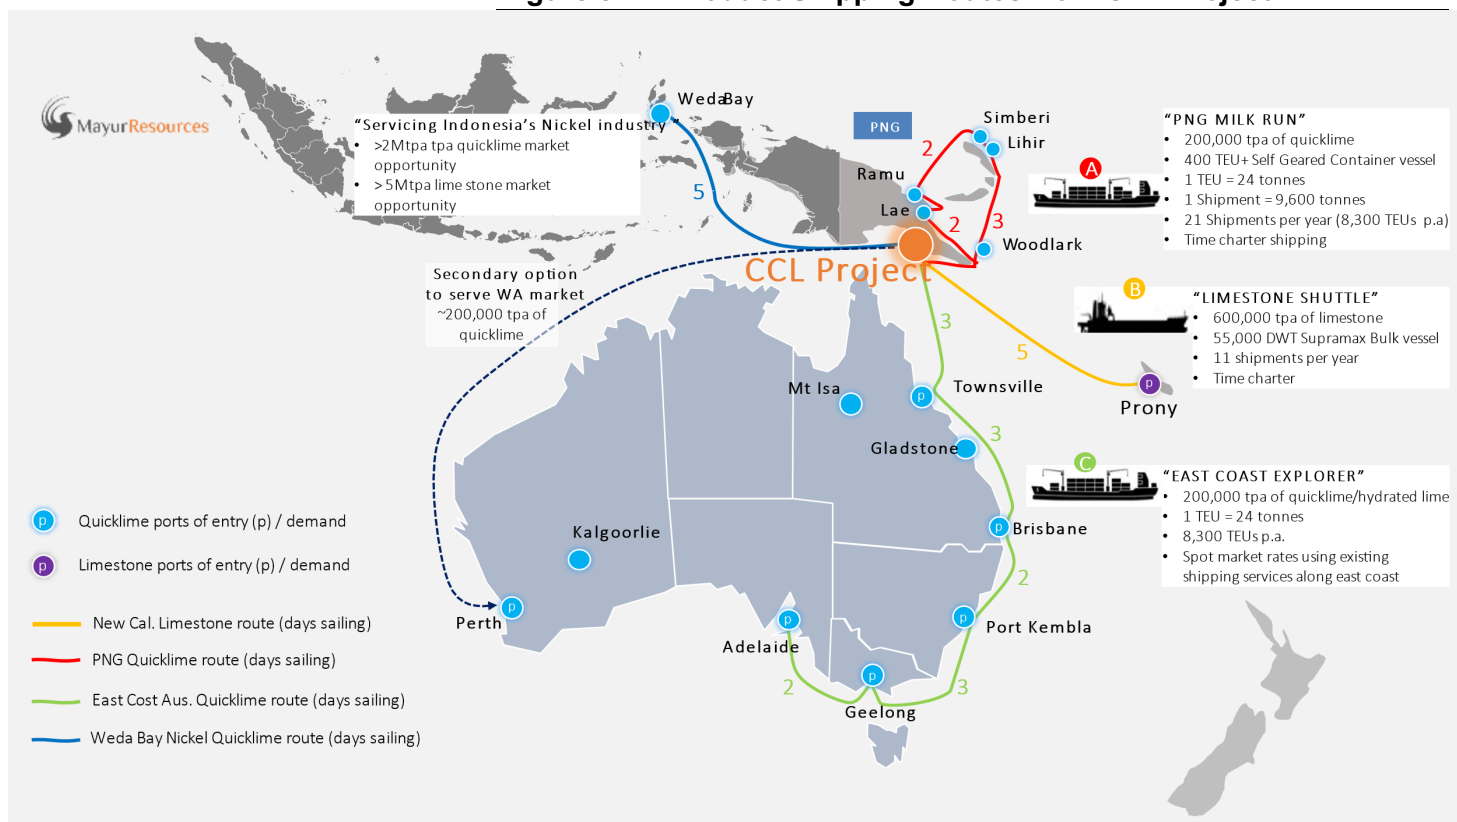 MayurResources
WedaBay
“Servicing Indonesia’s Nickel industry ”
• >2Mtpa tpa quicklime market
opportunity
• > 5Mtpa lime stone market
opportunity
5
PNG
Simberi
Lihir
2
Ramu
Lae
2
3
Woodlark
CCL Project
A
“PNG MILK RUN”
• 200,000 tpa of quicklime
• 400 TEU+ Self Geared Container vessel
• 1 TEU = 24 tonnes
• 1 Shipment = 9,600 tonnes
• 21 Shipments per year (8,300 TEUs p.a)
• Time charter shipping
Secondary option
to serve WA market
~200,000 tpa of
quicklime
B
“LIMESTONE SHUTTLE”
• 600,000 tpa of limestone
• 55,000 DWT Supramax Bulk vessel
• 11 shipments per year
• Time charter
3
5
p
Prony
Mt Isa
p
Townsville
3
Gladstone
C
“EAST COAST EXPLORER”
• 200,000 tpa of quicklime/hydrated lime
• 1 TEU = 24 tonnes
• 8,300 TEUs p.a.
• Spot market rates using existing
shipping services along east coast
p
Brisbane
2
Kalgoorlie
p
Perth
p
Adelaide
p
Port Kembla
2
p
3
Geelong
p Quicklime ports of entry (p) / demand
p Limestone ports of entry (p) / demand
New Cal. Limestone route (days sailing)
PNG Quicklime route (days sailing)
East Cost Aus. Quicklime route (days sailing)
Weda Bay Nickel Quicklime route (days sailing)